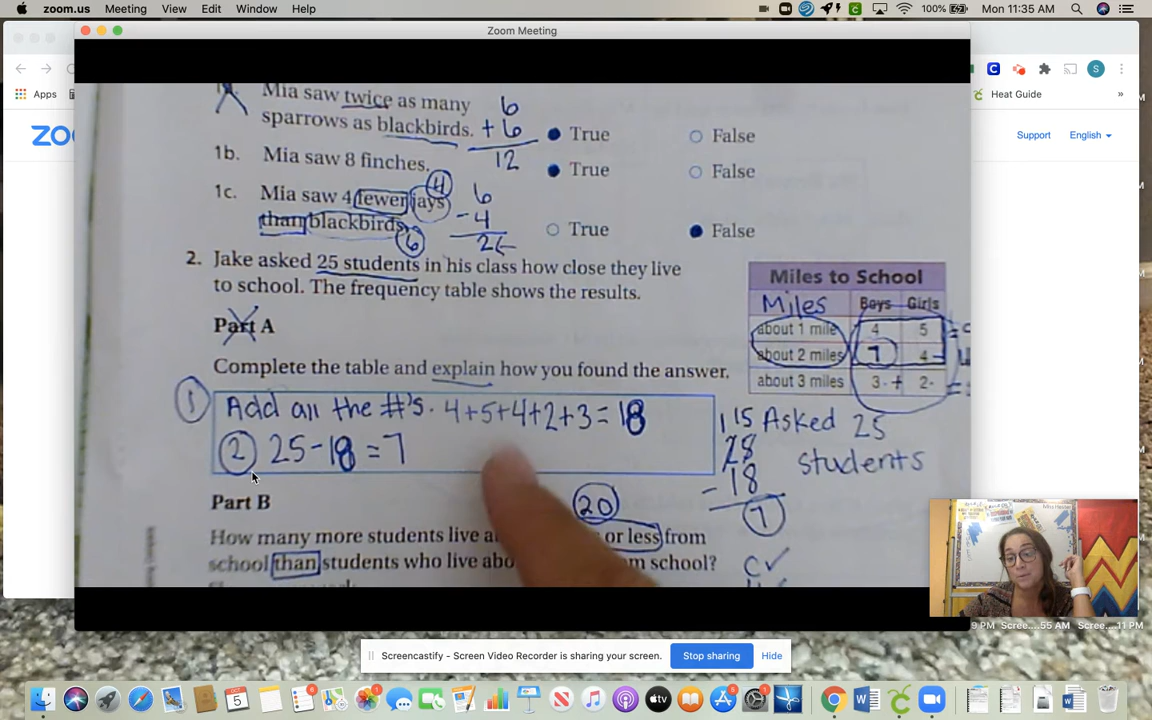 zoom.us Meeting View Edit Window Help 100% Mon 11:35 AM
Zoom Meeting
Apps
Heat Guide
»
Support English
Mia saw twice as many
sparrows as blackbirds.
6
+ 6
12
True False
1b. Mia saw 8 finches.
True False
1c. Mia saw 4 fewer jays
than blackbirds
4
6
6
- 4
2
True False
2. Jake asked 25 students in his class how close they live
to school. The frequency table shows the results.
Part A
Complete the table and explain how you found the answer.
Miles to School
Miles Boys Girls
about 1 mile 4 5
about 2 miles 7 4
about 3 miles 3 2
1 Add all the #'s. 4+5+4+2+3=18
2 25-18=7
Asked 25
students
- 18
7
Part B
20
How many more students live or less from
school than students who live school?
Screencastify - Screen Video Recorder is sharing your screen. Stop sharing Hide